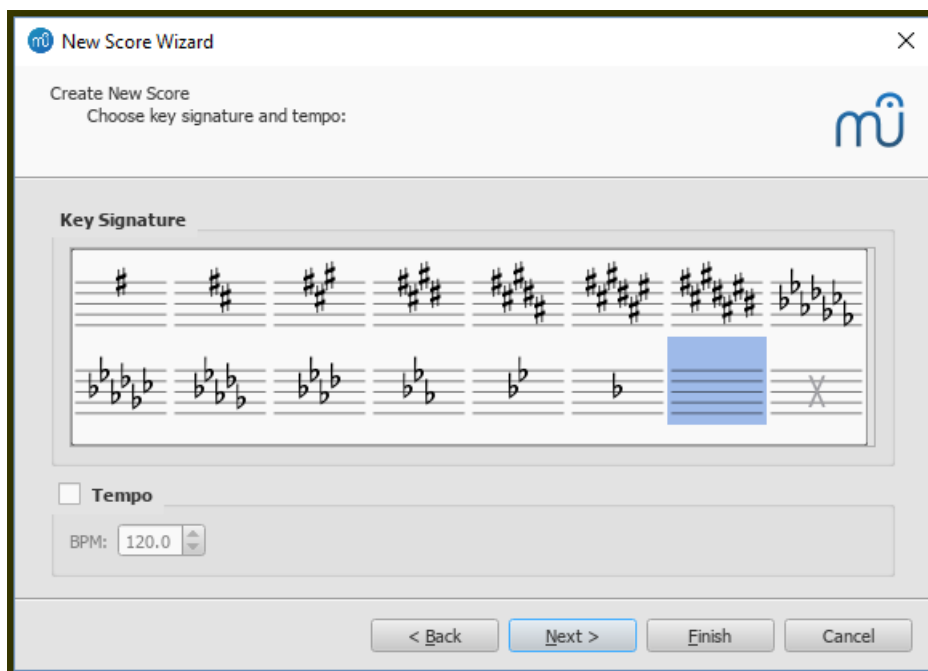 New Score Wizard
Create New Score
Choose key signature and tempo:
Key Signature
Tempo
BPM: 120.0
< Back Next > Finish Cancel